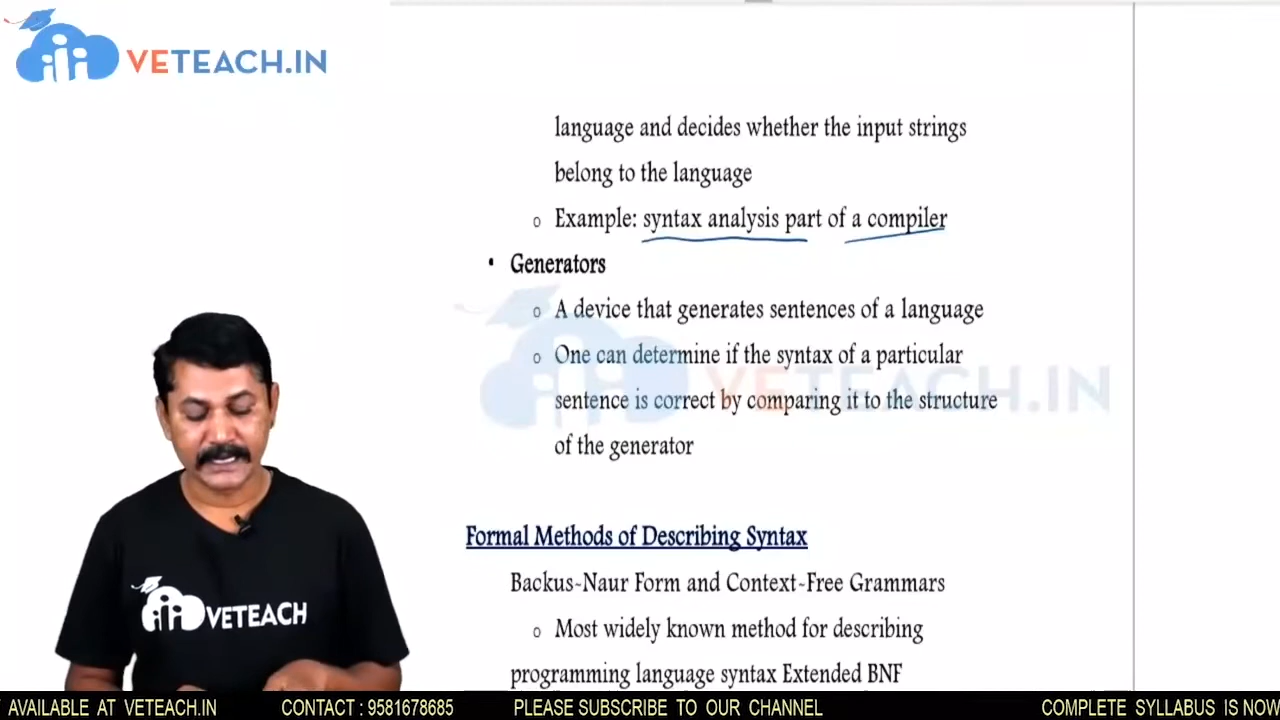 VETEACH.IN
language and decides whether the input strings
belong to the language
o Example: syntax analysis part of a compiler
• Generators
o A device that generates sentences of a language
o One can determine if the syntax of a particular
sentence is correct by comparing it to the structure
of the generator
VETEACH.IN
Formal Methods of Describing Syntax
Backus-Naur Form and Context-Free Grammars
o Most widely known method for describing
programming language syntax Extended BNF
VETEACH
AVAILABLE AT VETEACH.IN CONTACT : 9581678685 PLEASE SUBSCRIBE TO OUR CHANNEL COMPLETE SYLLABUS IS NOW